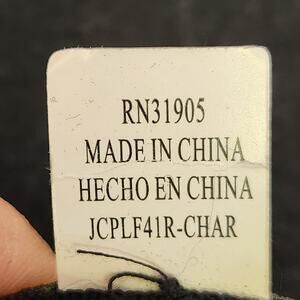 RN31905
MADE IN CHINA
HECHO EN CHINA
JCPLF41R-CHAR